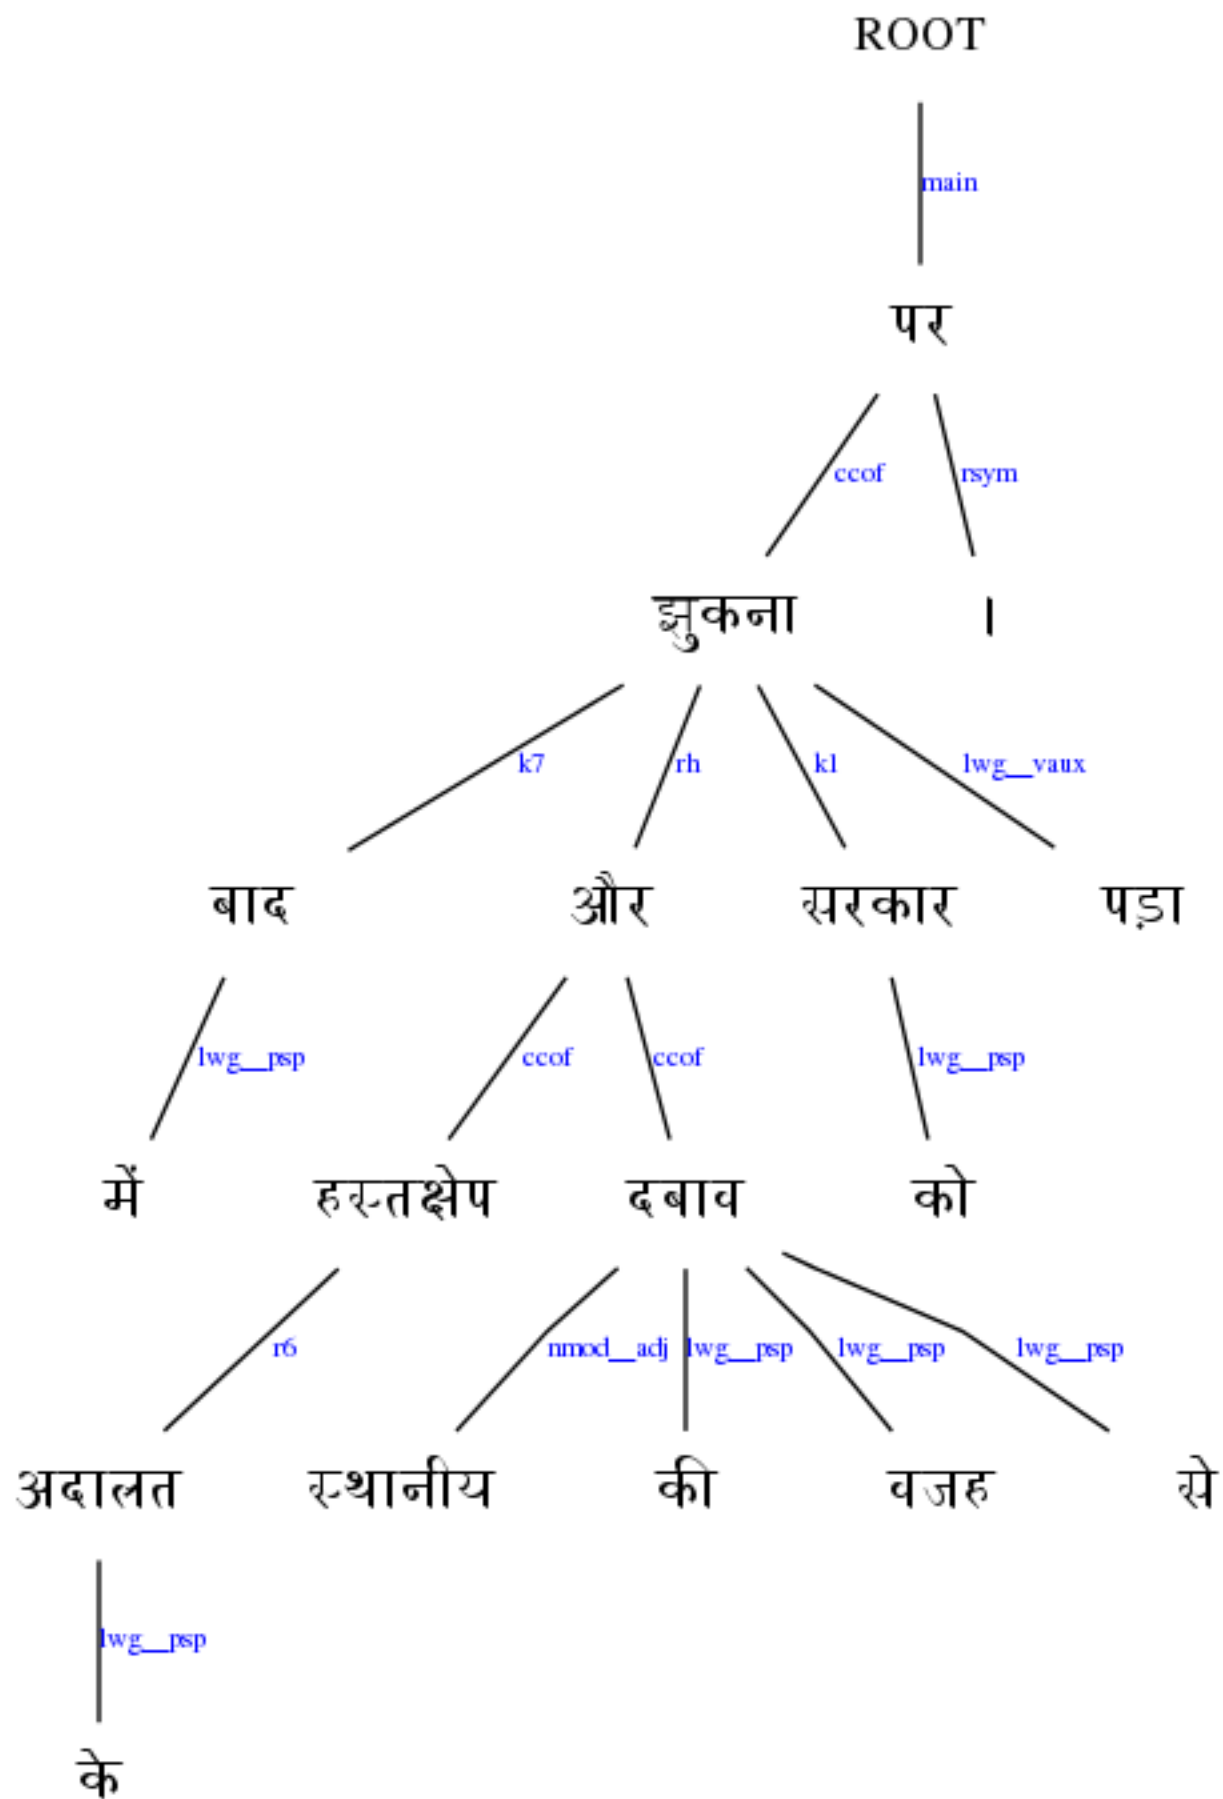 ROOT
main
पर
ccof rsym
झुकना ।
k7 rh k1 lwg__vaux
बाद और सरकार पड़ा
lwg__psp ccof ccof lwg__psp
में हस्तक्षेप दबाव को
r6 nmod__adj lwg__psp lwg__psp lwg__psp
अदालत स्थानीय की वजह से
lwg__psp
के